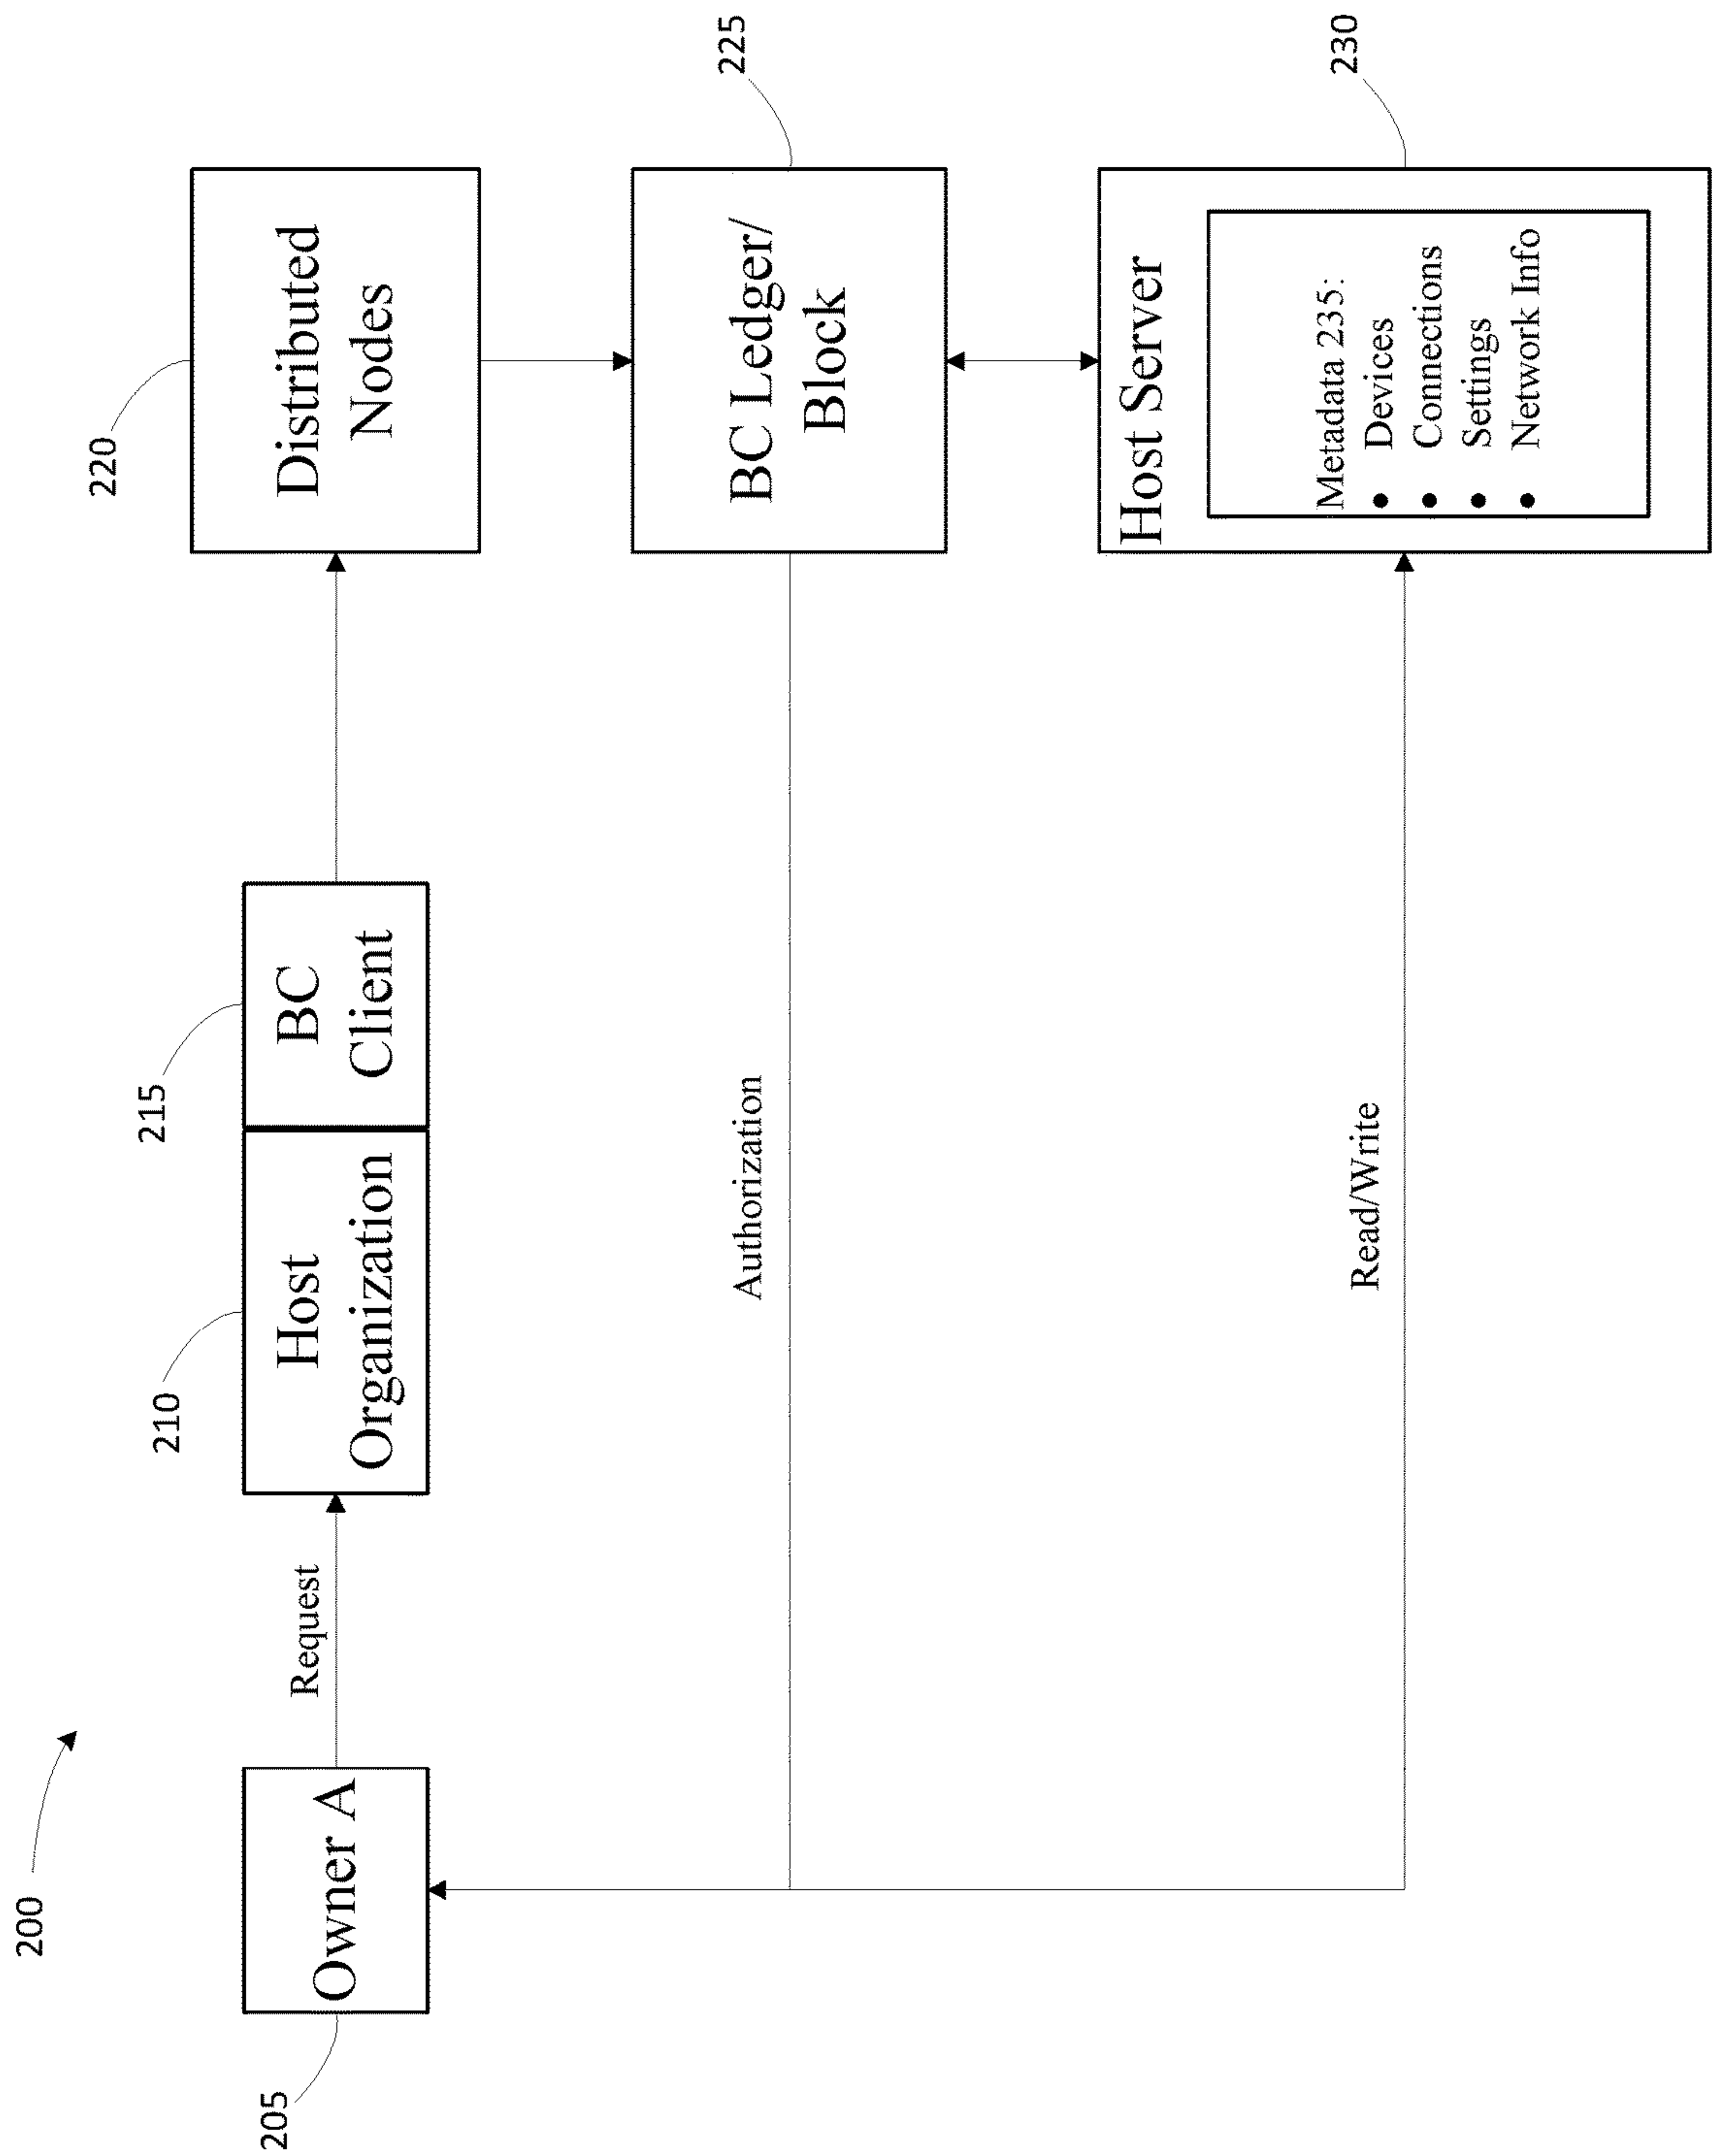 200
205
Owner A
Request
210
Host
Organization
215
BC
Client
220
Distributed
Nodes
225
BC Ledger/
Block
Authorization
230
Host Server
Metadata 235:
• Devices
• Connections
• Settings
• Network Info
Read/Write